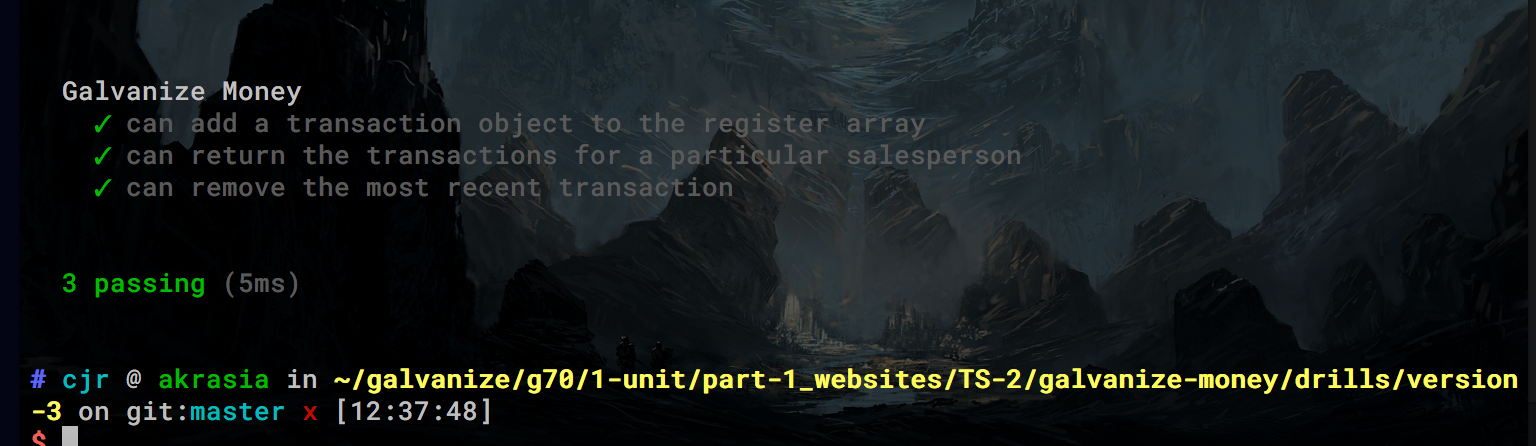 Galvanize Money
✓ can add a transaction object to the register array
✓ can return the transactions for a particular salesperson
✓ can remove the most recent transaction
3 passing (5ms)
# cjr @ akrasia in ~/galvanize/g70/1-unit/part-1_websites/TS-2/galvanize-money/drills/version
-3 on git:master x [12:37:48]
$